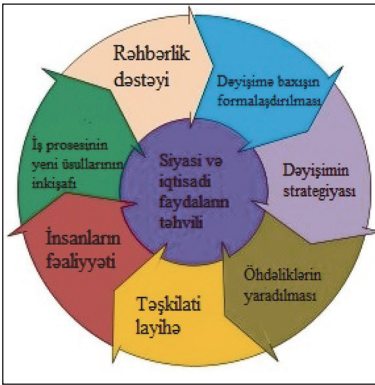 Rəhbərlik
dəstəyi
Dəyişimə baxışın
formalaşdırılması
Dəyişimin
strategiyası
Öhdəliklərin
yaradılması
Təşkilati
layihə
İnsanların
fəaliyyəti
İş prosesinin
yeni üsullarının
inkişafı
Siyasi və
iqtisadi
faydaların
təhvili